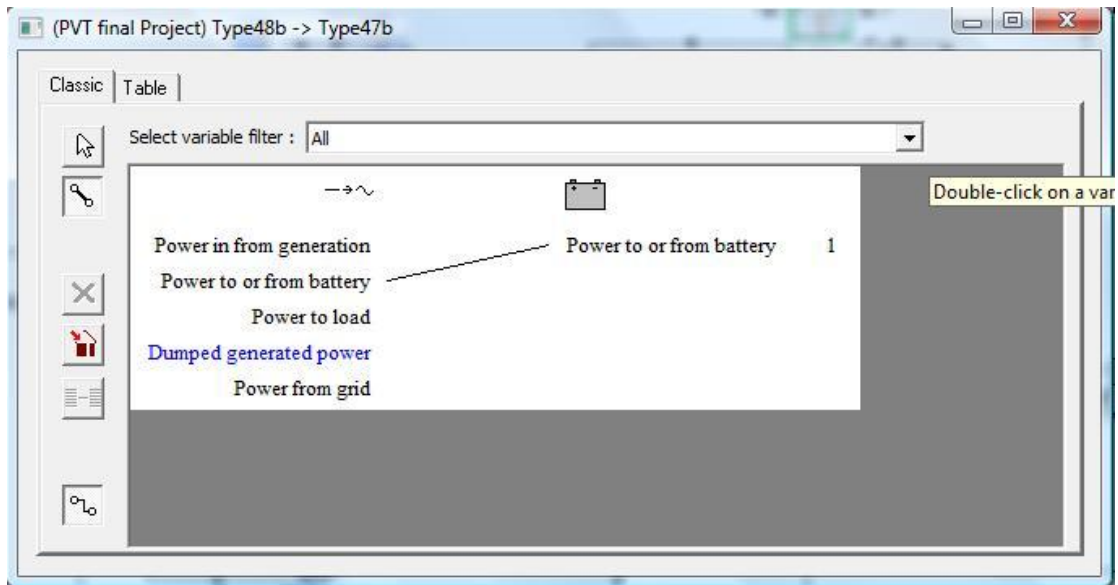 (PVT final Project) Type48b -> Type47b
Classic Table
Select variable filter : All
Double-click on a var
Power in from generation Power to or from battery 1
Power to or from battery
Power to load
Dumped generated power
Power from grid